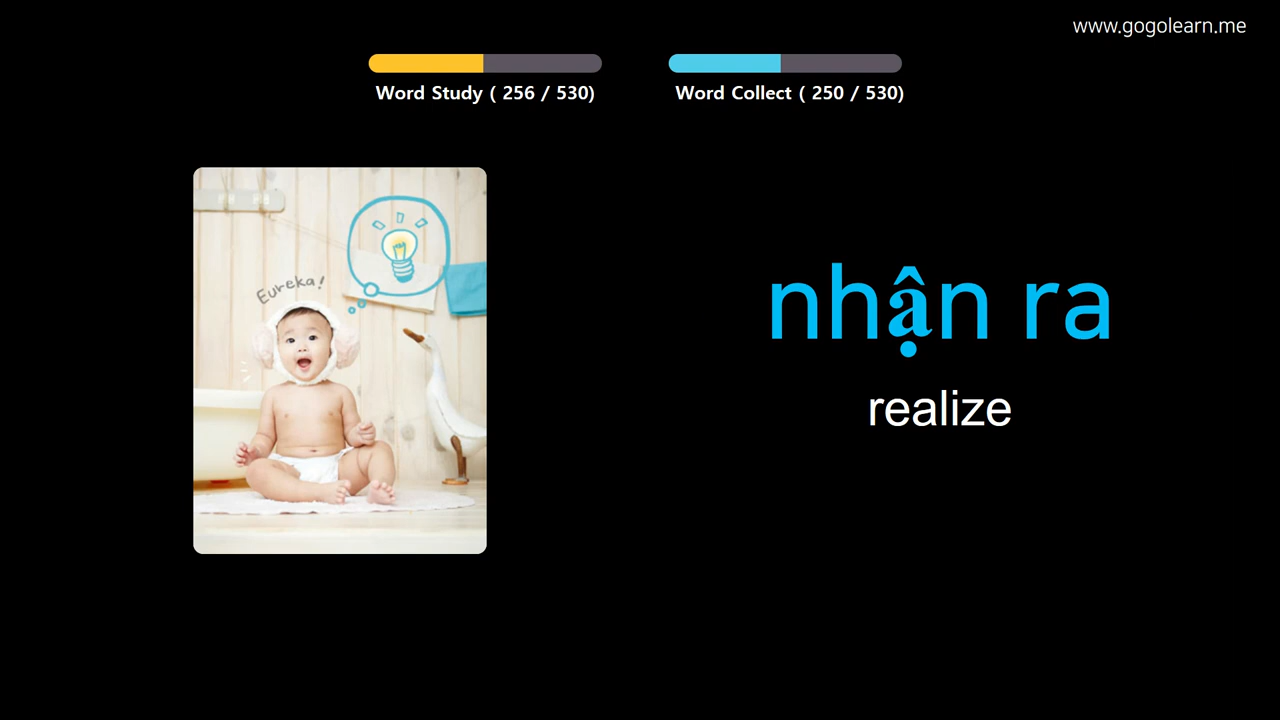 www.gogolearn.me
Word Study ( 256 / 530)
Word Collect ( 250 / 530)
Eureka!
nhận ra
realize